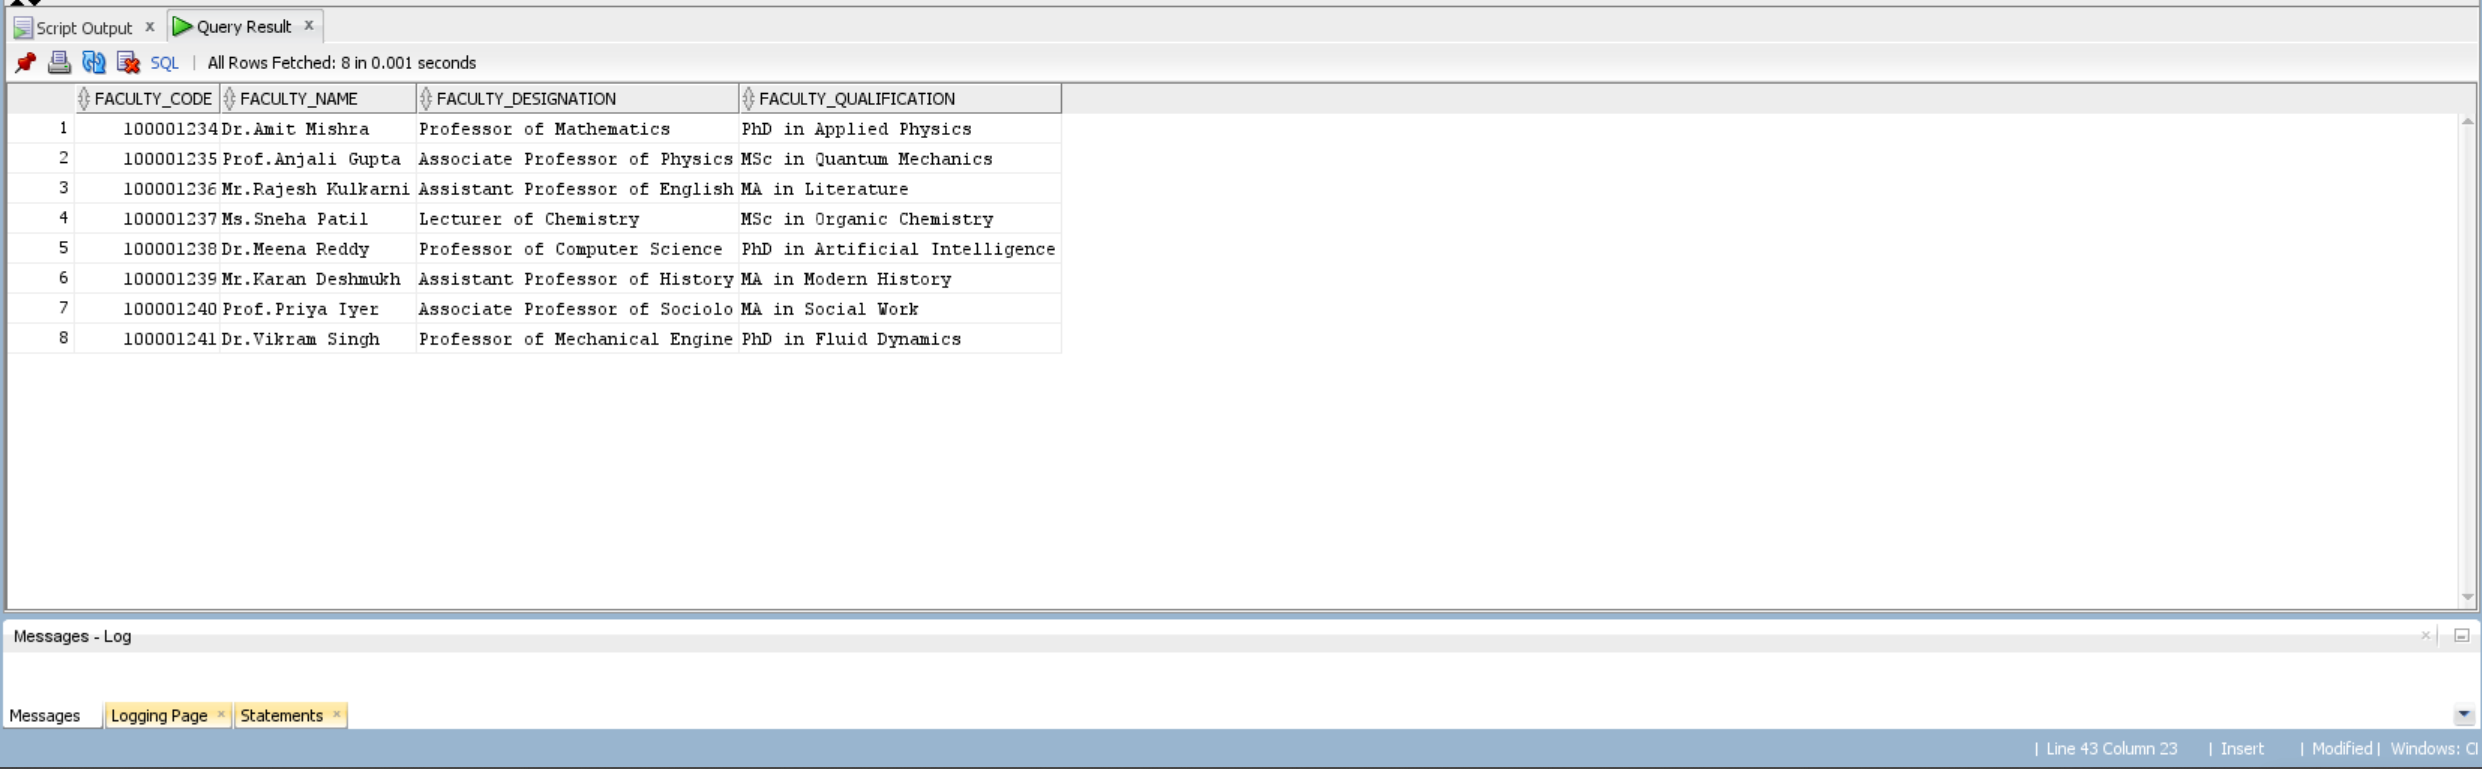 Script Output x Query Result x
SQL | All Rows Fetched: 8 in 0.001 seconds
FACULTY_CODE FACULTY_NAME FACULTY_DESIGNATION FACULTY_QUALIFICATION
1 100001234 Dr.Amit Mishra Professor of Mathematics PhD in Applied Physics
2 100001235 Prof.Anjali Gupta Associate Professor of Physics MSc in Quantum Mechanics
3 100001236 Mr.Rajesh Kulkarni Assistant Professor of English MA in Literature
4 100001237 Ms.Sneha Patil Lecturer of Chemistry MSc in Organic Chemistry
5 100001238 Dr.Meena Reddy Professor of Computer Science PhD in Artificial Intelligence
6 100001239 Mr.Karan Deshmukh Assistant Professor of History MA in Modern History
7 100001240 Prof.Priya Iyer Associate Professor of Sociolo MA in Social Work
8 100001241 Dr.Vikram Singh Professor of Mechanical Engine PhD in Fluid Dynamics
Messages - Log
Messages Logging Page x Statements x
| Line 43 Column 23 | Insert | Modified | Windows: Cl